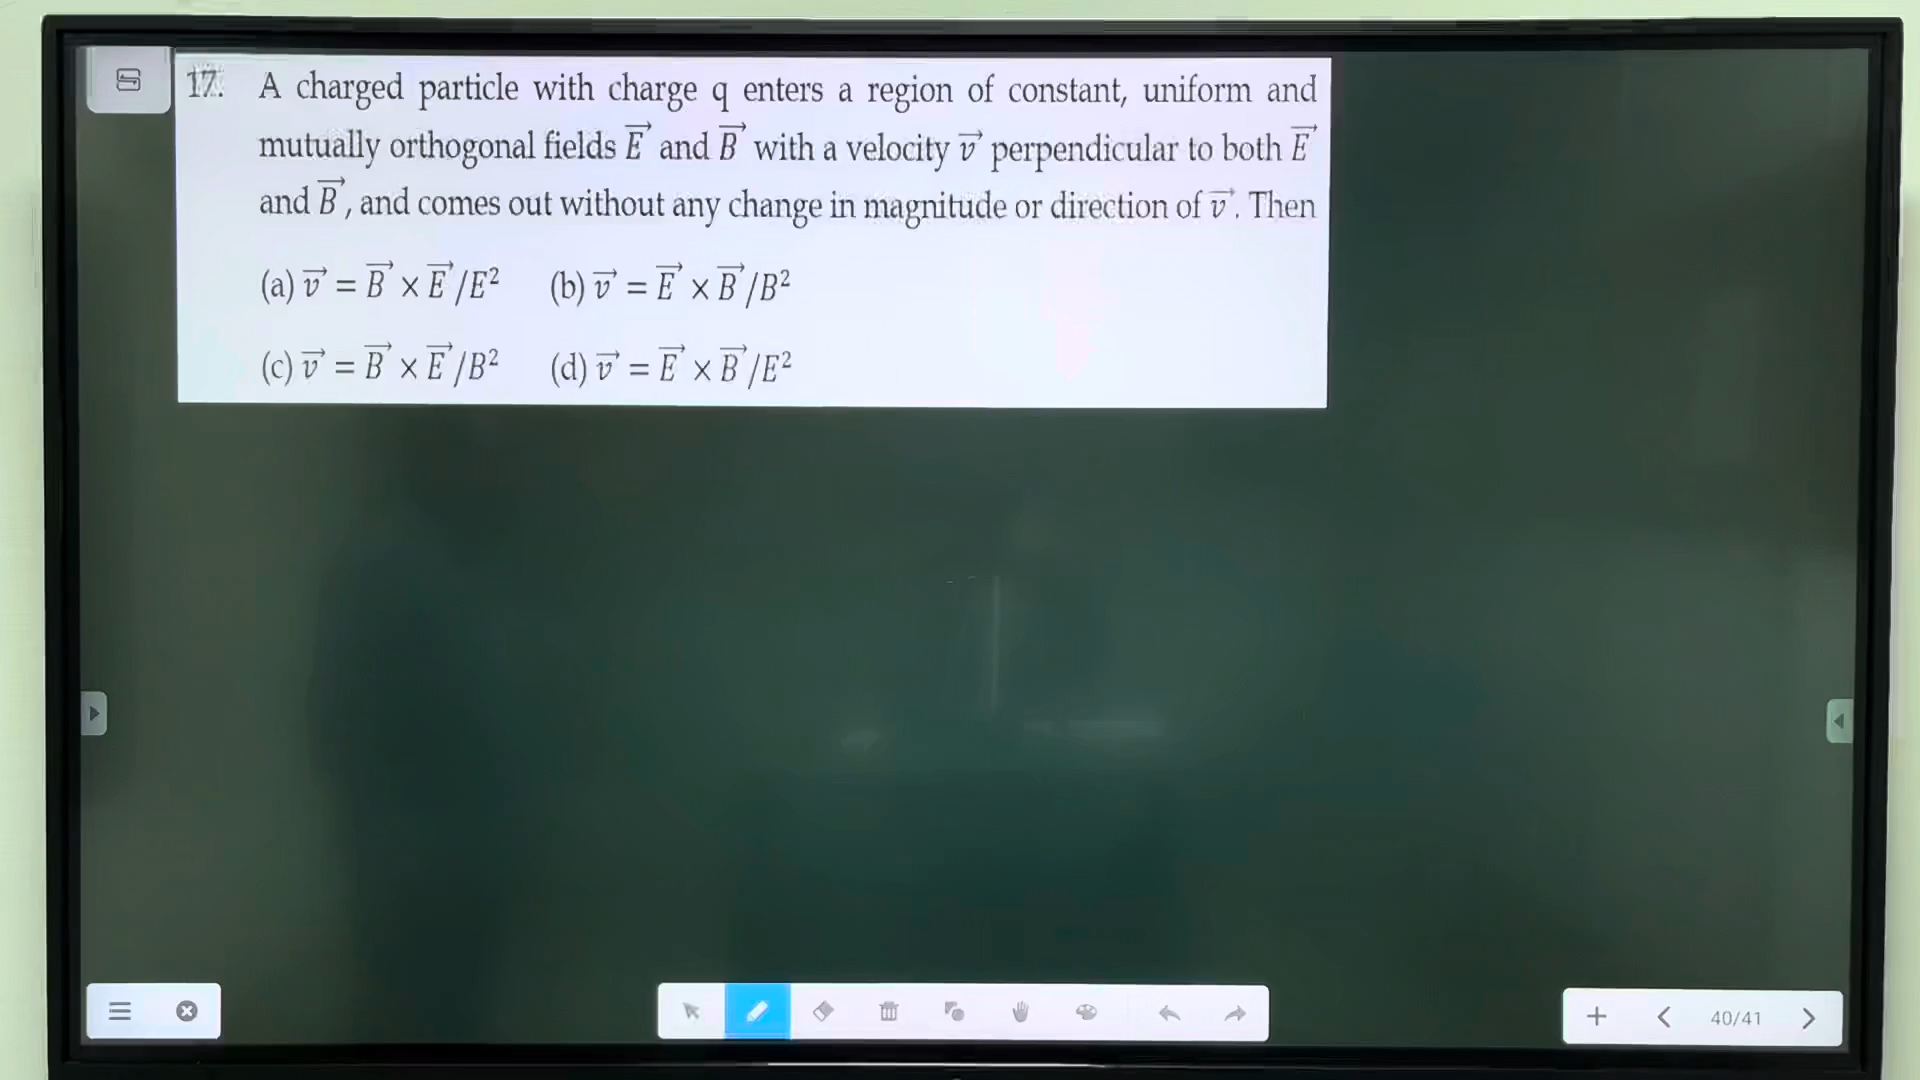 17. A charged particle with charge q enters a region of constant, uniform and
mutually orthogonal fields E⃗ and B⃗ with a velocity v⃗ perpendicular to both E⃗
and B⃗, and comes out without any change in magnitude or direction of v⃗. Then
(a) v⃗ = B⃗ × E⃗ /E² (b) v⃗ = E⃗ × B⃗ /B²
(c) v⃗ = B⃗ × E⃗ /B² (d) v⃗ = E⃗ × B⃗ /E²
40/41